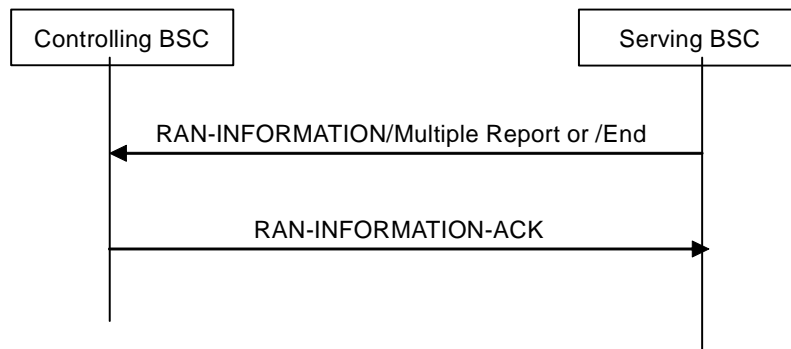 Controlling BSC
Serving BSC
RAN-INFORMATION/Multiple Report or /End
RAN-INFORMATION-ACK